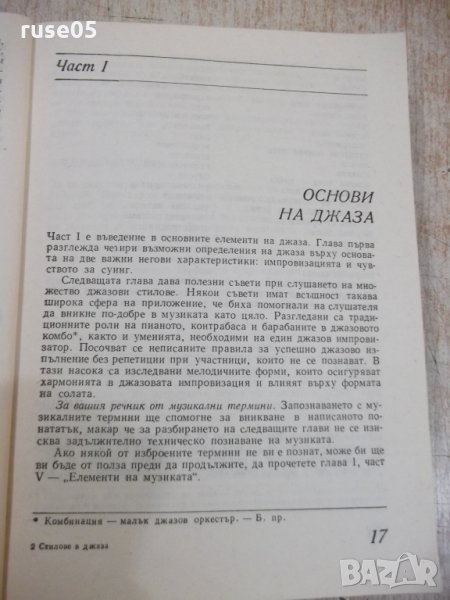 ruse05
Част I
ОСНОВИ
НА ДЖАЗА
Част I е въведение в основните елементи на джаза. Глава първа
разглежда четири възможни определения на джаза върху основа-
та на две важни негови характеристики: импровизацията и чув-
ството за суинг.
Следващата глава дава полезни съвети при слушането на мно-
жество джазови стилове. Някои съвети имат всъщност такава
широка сфера на приложение, че биха помогнали на слушателя
да вникне по-добре в музиката като цяло. Разгледани са тради-
ционните роли на пианото, контрабаса и барабаните в джазовото
комбо*, както и уменията, необходими на един джазов импрови-
затор. Посочват се неписаните правила за успешно джазово из-
пълнение без репетиции при участници, които не се познават. В
тази насока са изследвани мелодичните форми, които осигуряват
хармонията в джазовата импровизация и влияят върху формата
на солата.
За вашия речник от музикални термини. Запознаването с му-
зикалните термини ще спомогне за вникване в написаното по-
нататък, макар че за разбирането на следващите глави не се изи-
сква задължително техническо познаване на музиката.
Ако някой от изброените термини не ви е познат, може би ще
ви бъде от полза преди да продължите, да прочетете глава 1, част
V — „Елементи на музиката“.
* Комбинация — малък джазов оркестър. — Б. пр.
2 Стилове в джаза
17
BAZAR